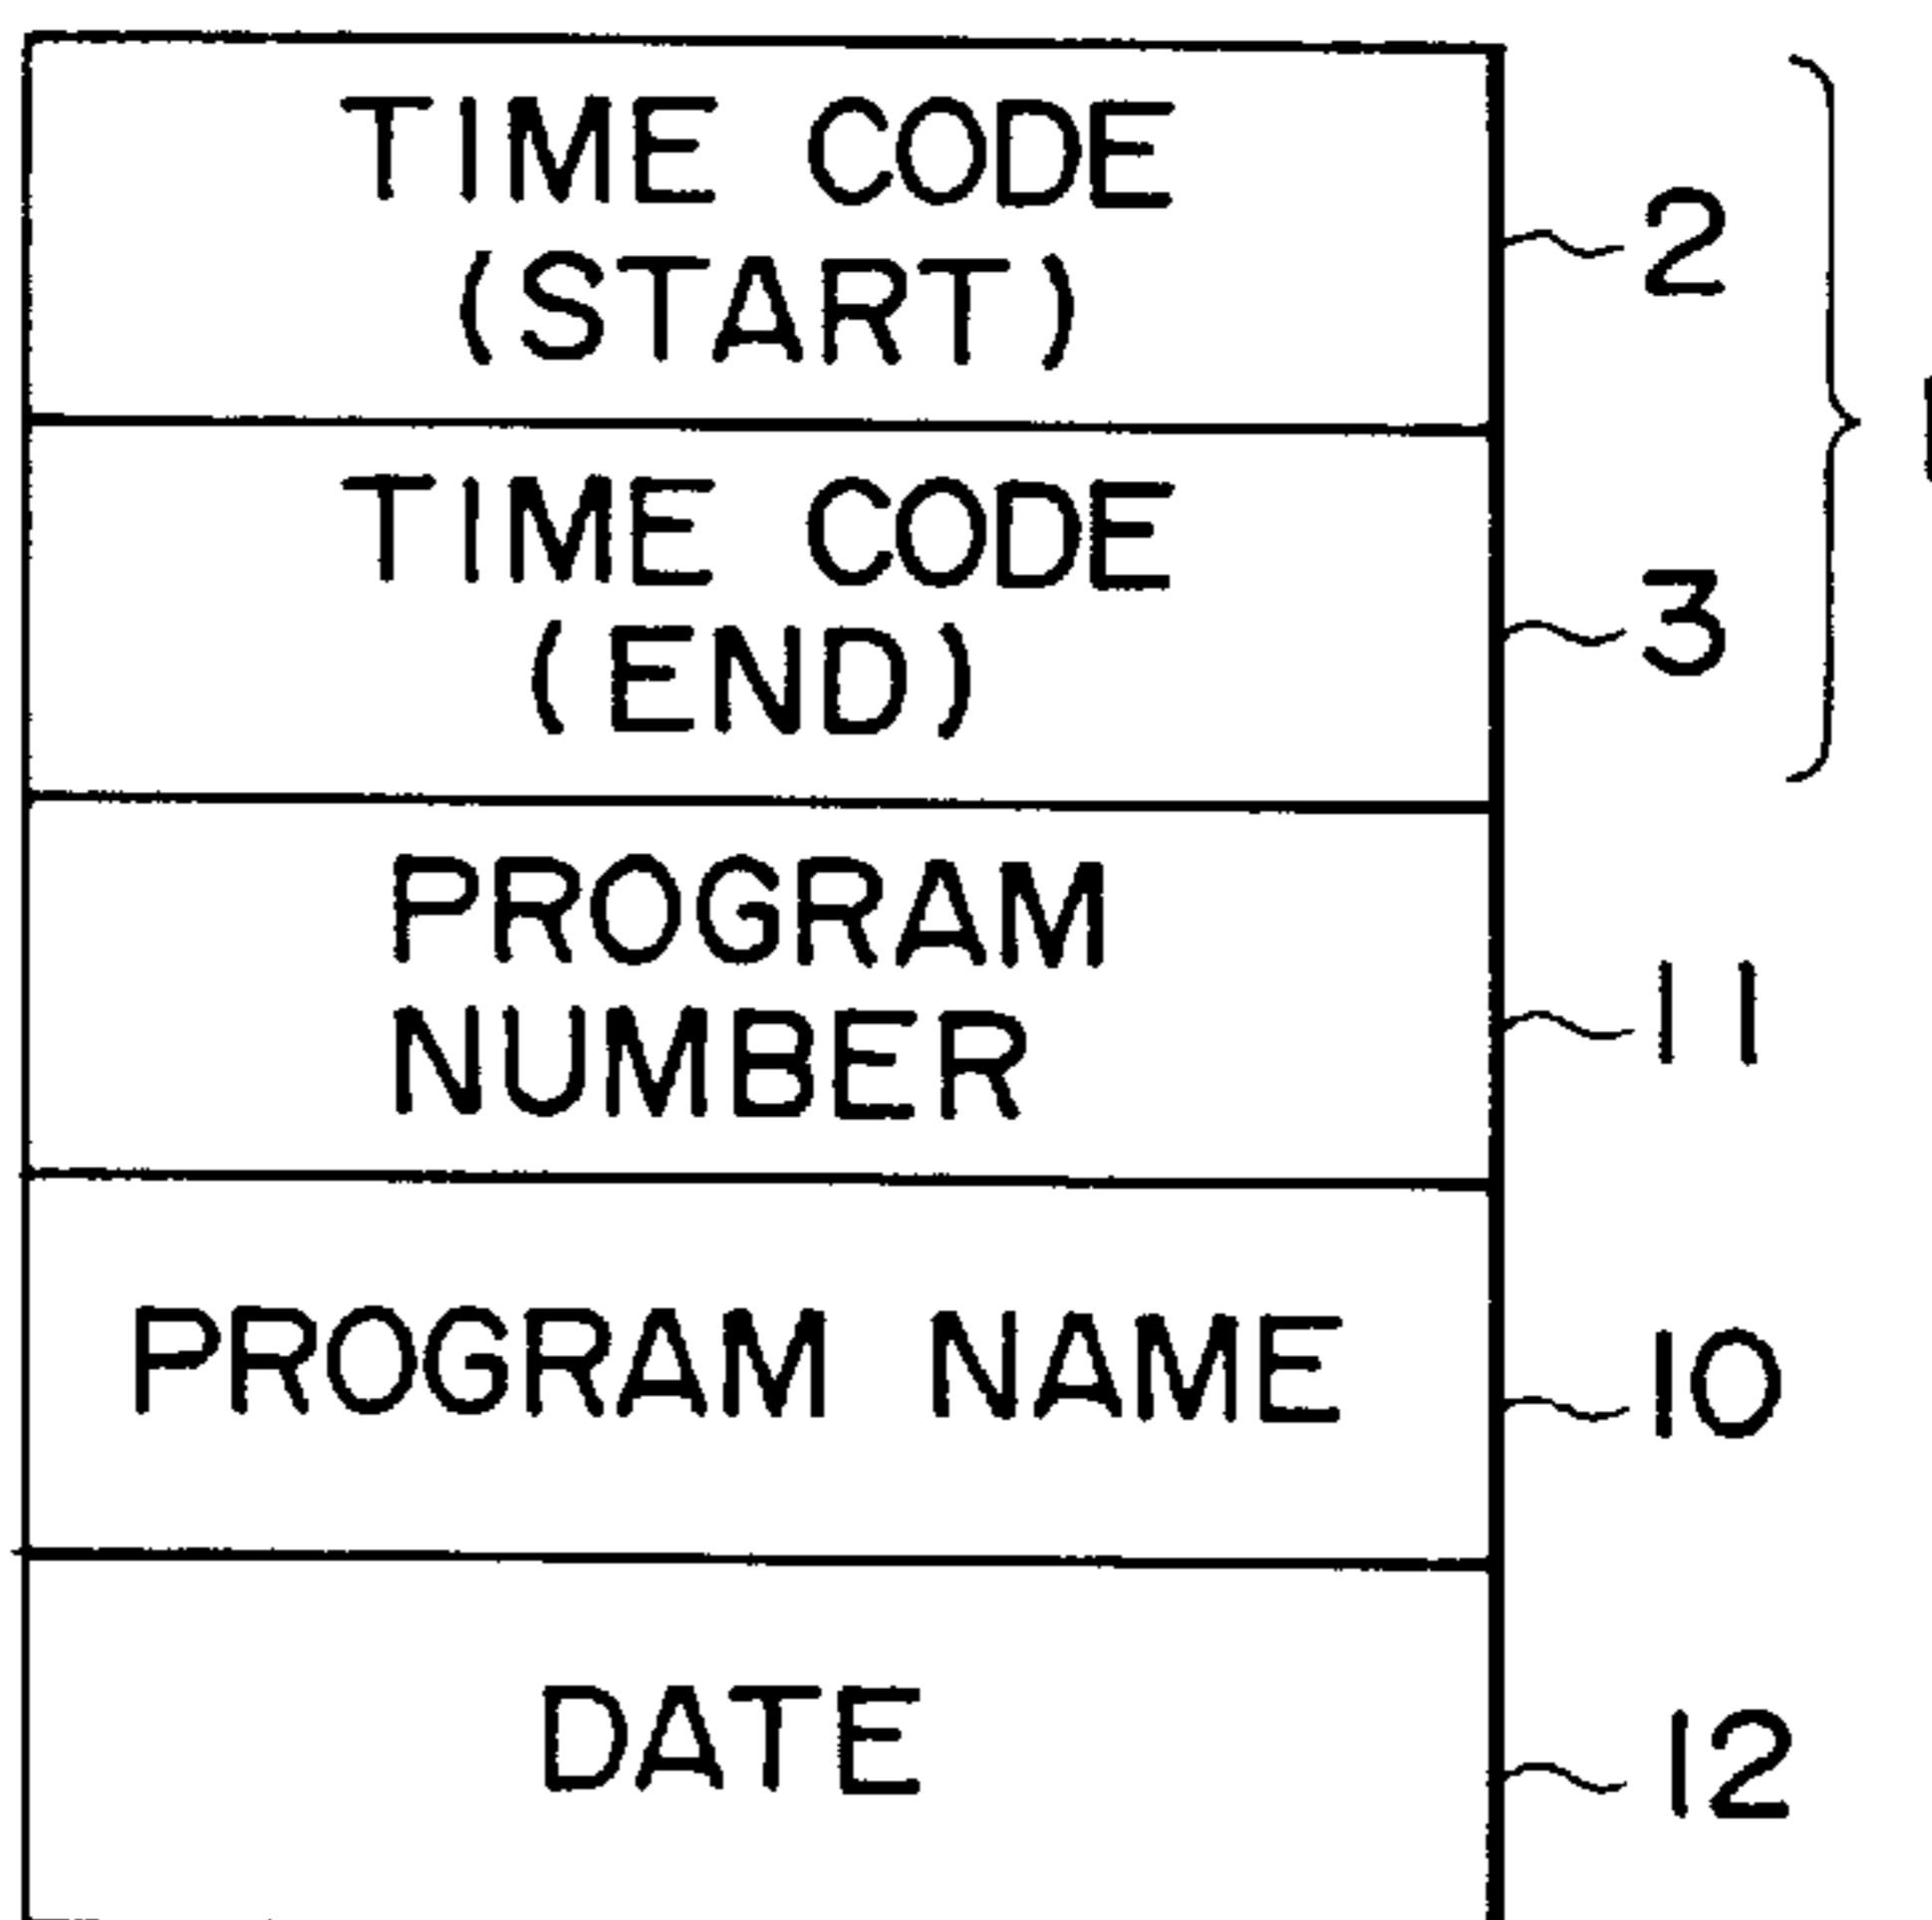 TIME CODE
(START)
2
TIME CODE
(END)
3
PROGRAM
NUMBER
11
PROGRAM NAME
10
DATE
12